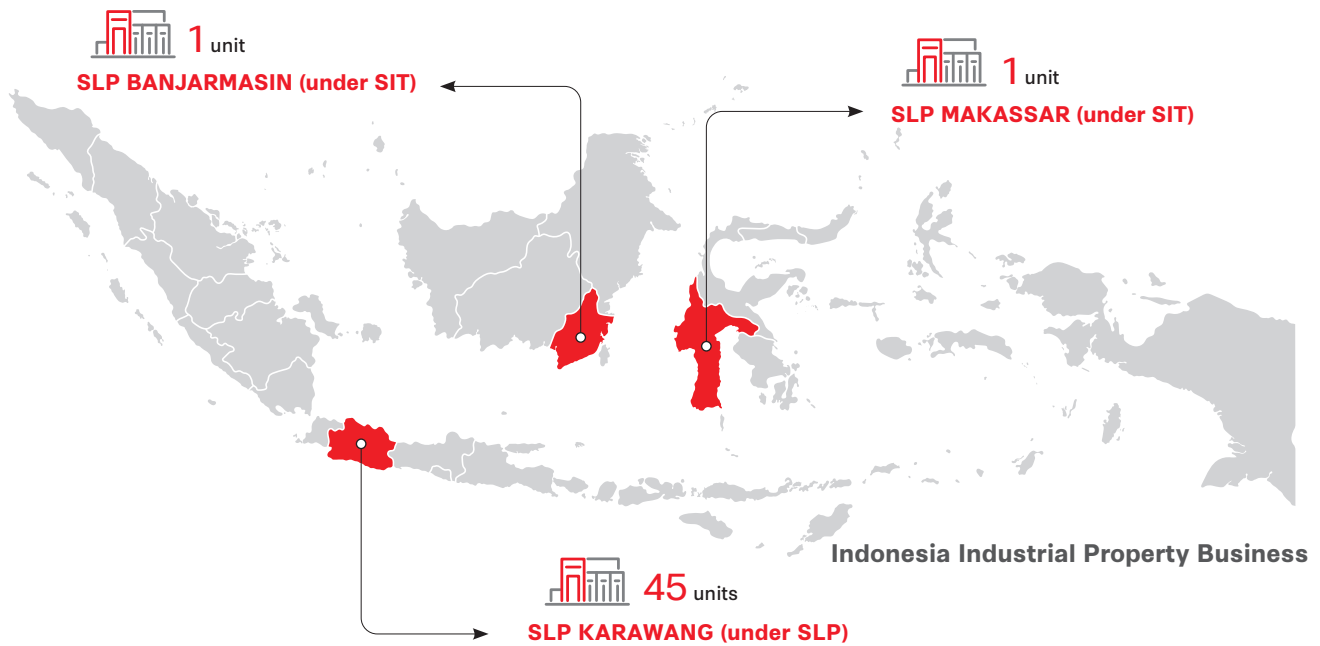 1 unit
SLP BANJARMASIN (under SIT)
1 unit
SLP MAKASSAR (under SIT)
Indonesia Industrial Property Business
45 units
SLP KARAWANG (under SLP)